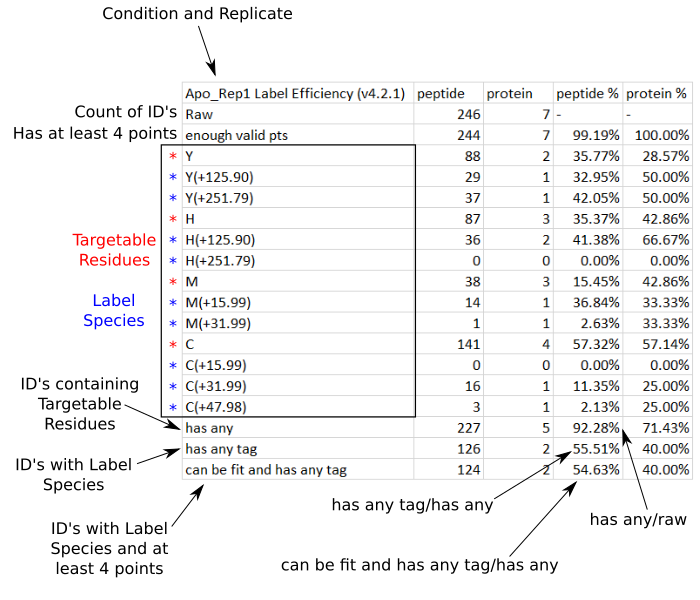 Condition and Replicate
Apo_Rep1 Label Efficiency (v4.2.1) peptide protein peptide % protein %
Count of ID's
Raw 246 7 - -
Has at least 4 points
enough valid pts 244 7 99.19% 100.00%
* Y 88 2 35.77% 28.57%
* Y(+125.90) 29 1 32.95% 50.00%
* Y(+251.79) 37 1 42.05% 50.00%
* H 87 3 35.37% 42.86%
* H(+125.90) 36 2 41.38% 66.67%
* H(+251.79) 0 0 0.00% 0.00%
* M 38 3 15.45% 42.86%
* M(+15.99) 14 1 36.84% 33.33%
* M(+31.99) 1 1 2.63% 33.33%
* C 141 4 57.32% 57.14%
* C(+15.99) 0 0 0.00% 0.00%
* C(+31.99) 16 1 11.35% 25.00%
* C(+47.98) 3 1 2.13% 25.00%
has any 227 5 92.28% 71.43%
has any tag 126 2 55.51% 40.00%
can be fit and has any tag 124 2 54.63% 40.00%
Targetable
Residues
Label
Species
ID's containing
Targetable
Residues
ID's with Label
Species
ID's with Label
Species and at
least 4 points
has any tag/has any
has any/raw
can be fit and has any tag/has any